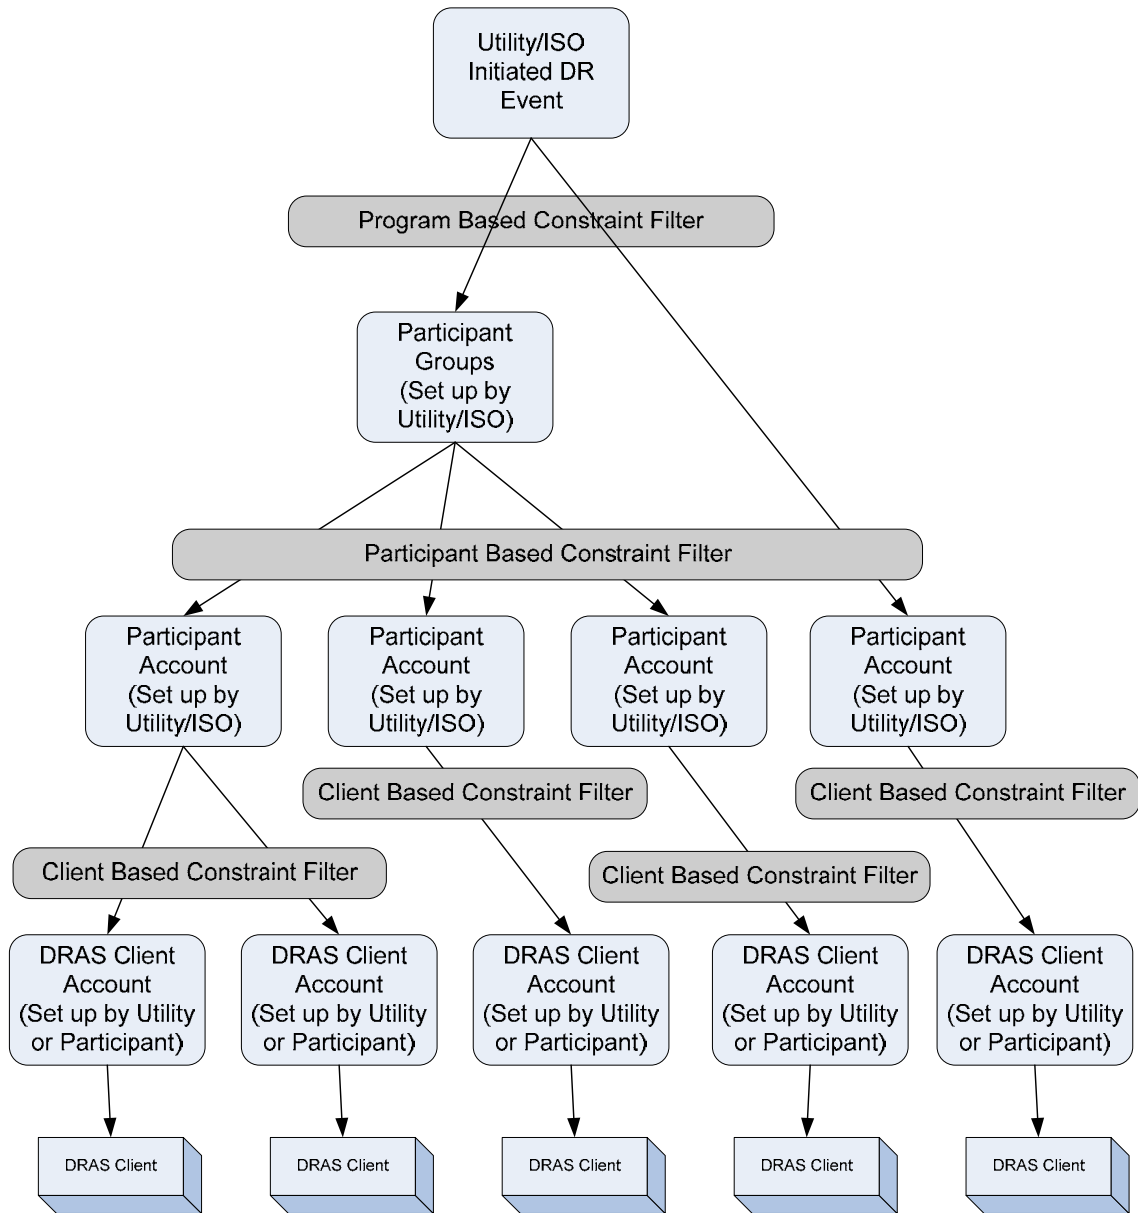 Utility/ISO
Initiated DR
Event
Program Based Constraint Filter
Participant
Groups
(Set up by
Utility/ISO)
Participant Based Constraint Filter
Participant
Account
(Set up by
Utility/ISO)
Participant
Account
(Set up by
Utility/ISO)
Participant
Account
(Set up by
Utility/ISO)
Participant
Account
(Set up by
Utility/ISO)
Client Based Constraint Filter
Client Based Constraint Filter
Client Based Constraint Filter
Client Based Constraint Filter
DRAS Client
Account
(Set up by Utility
or Participant)
DRAS Client
Account
(Set up by Utility
or Participant)
DRAS Client
Account
(Set up by Utility
or Participant)
DRAS Client
Account
(Set up by Utility
or Participant)
DRAS Client
Account
(Set up by Utility
or Participant)
DRAS Client
DRAS Client
DRAS Client
DRAS Client
DRAS Client